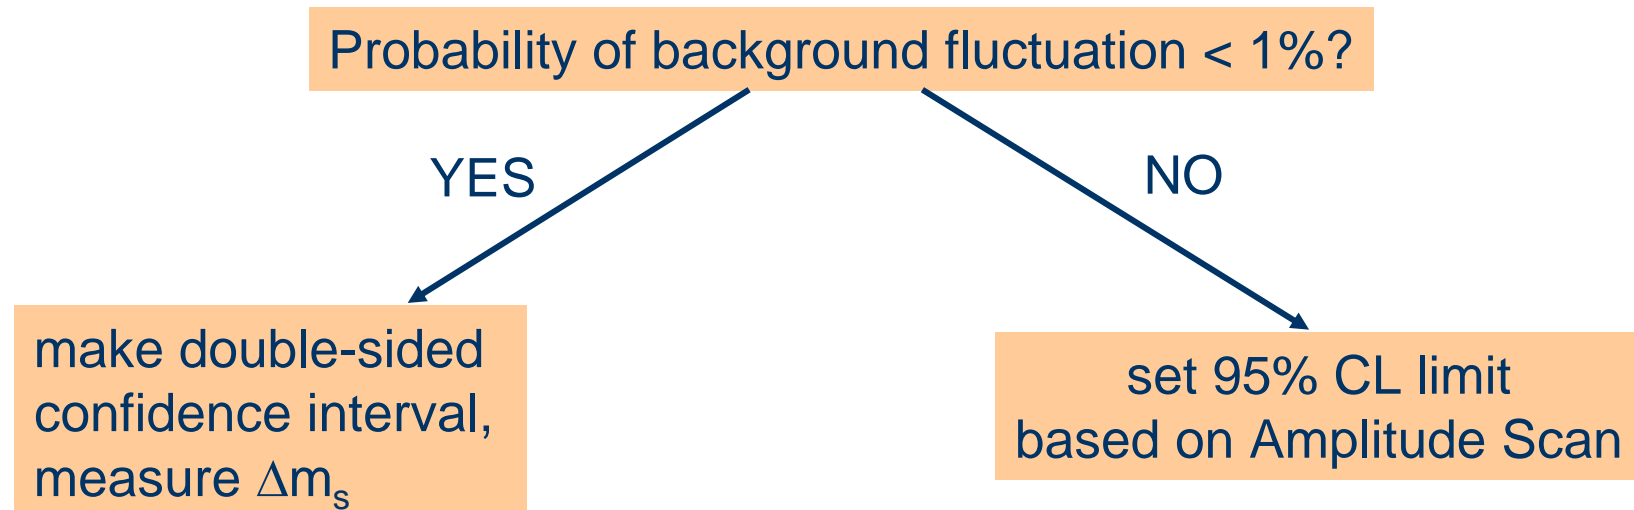 Probability of background fluctuation < 1%?
YES
NO
make double-sided
confidence interval,
measure Δmₛ
set 95% CL limit
based on Amplitude Scan